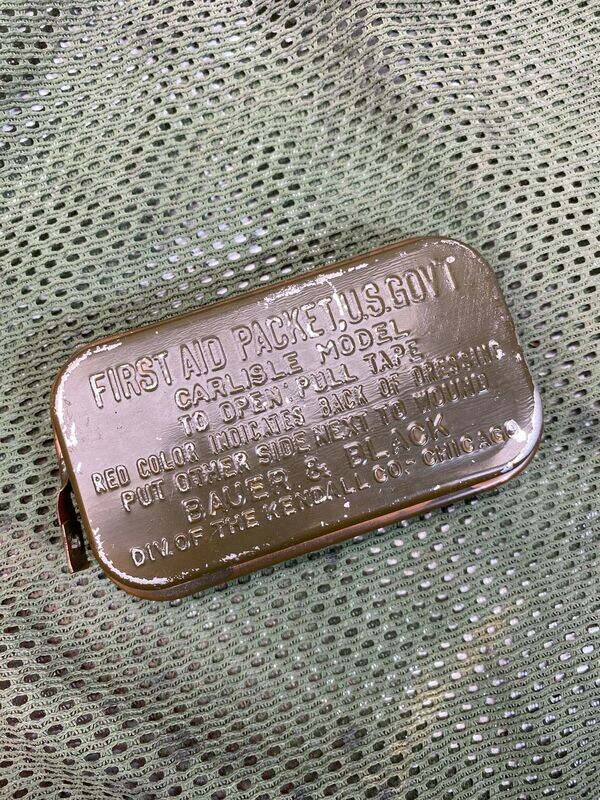 FIRST AID PACKET, U.S. GOV'T
CARLISLE MODEL
TO OPEN: PULL TAPE
RED COLOR INDICATES BACK OF DRESSING
PUT OTHER SIDE NEXT TO WOUND
BAUER & BLACK
DIV. OF THE KENDALL CO.- CHICAGO